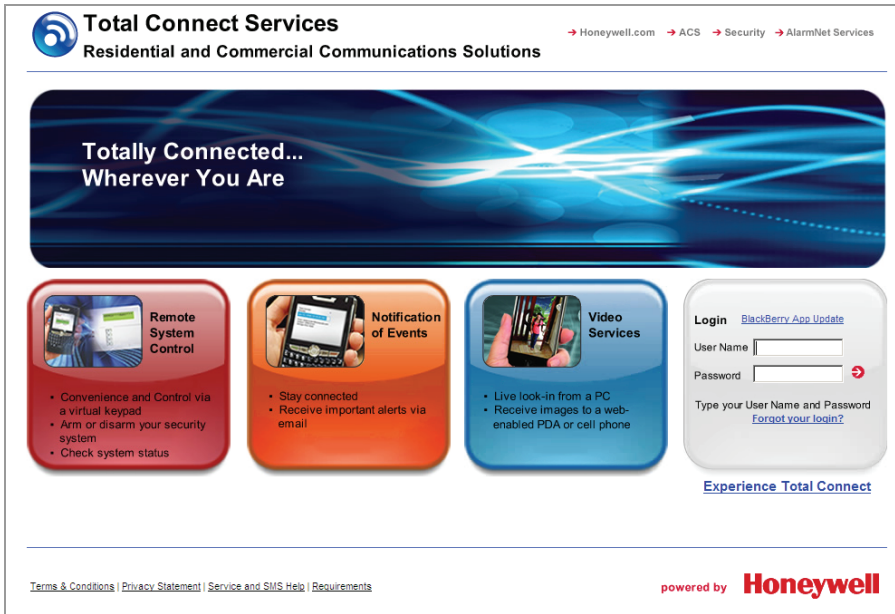 Total Connect Services
Residential and Commercial Communications Solutions
Honeywell.com ACS Security AlarmNet Services
Totally Connected...
Wherever You Are
Remote
System
Control
• Convenience and Control via
a virtual keypad
• Arm or disarm your security
system
• Check system status
Notification
of Events
• Stay connected
• Receive important alerts via
email
Video
Services
• Live look-in from a PC
• Receive images to a web-
enabled PDA or cell phone
Login BlackBerry App Update
User Name
Password
Type your User Name and Password
Forgot your login?
Experience Total Connect
Terms & Conditions | Privacy Statement | Service and SMS Help | Requirements
powered by Honeywell